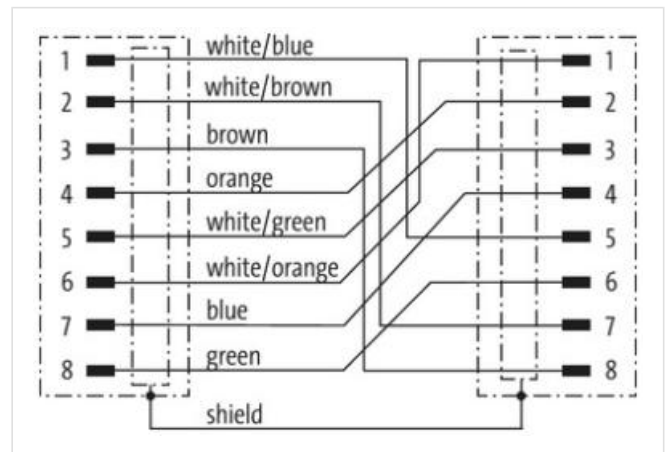 1 white/blue 1
2 white/brown 2
3 brown 3
4 orange 4
5 white/green 5
6 white/orange 6
7 blue 7
8 green 8
shield